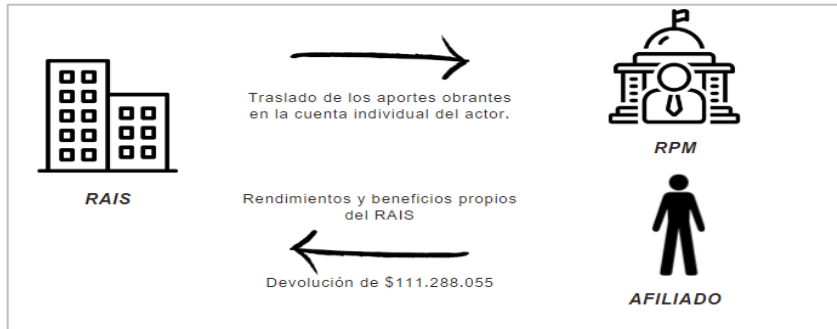 Traslado de los aportes obrantes
en la cuenta individual del actor.
RPM
RAIS
Rendimientos y beneficios propios
del RAIS
Devolución de $111.288.055
AFILIADO